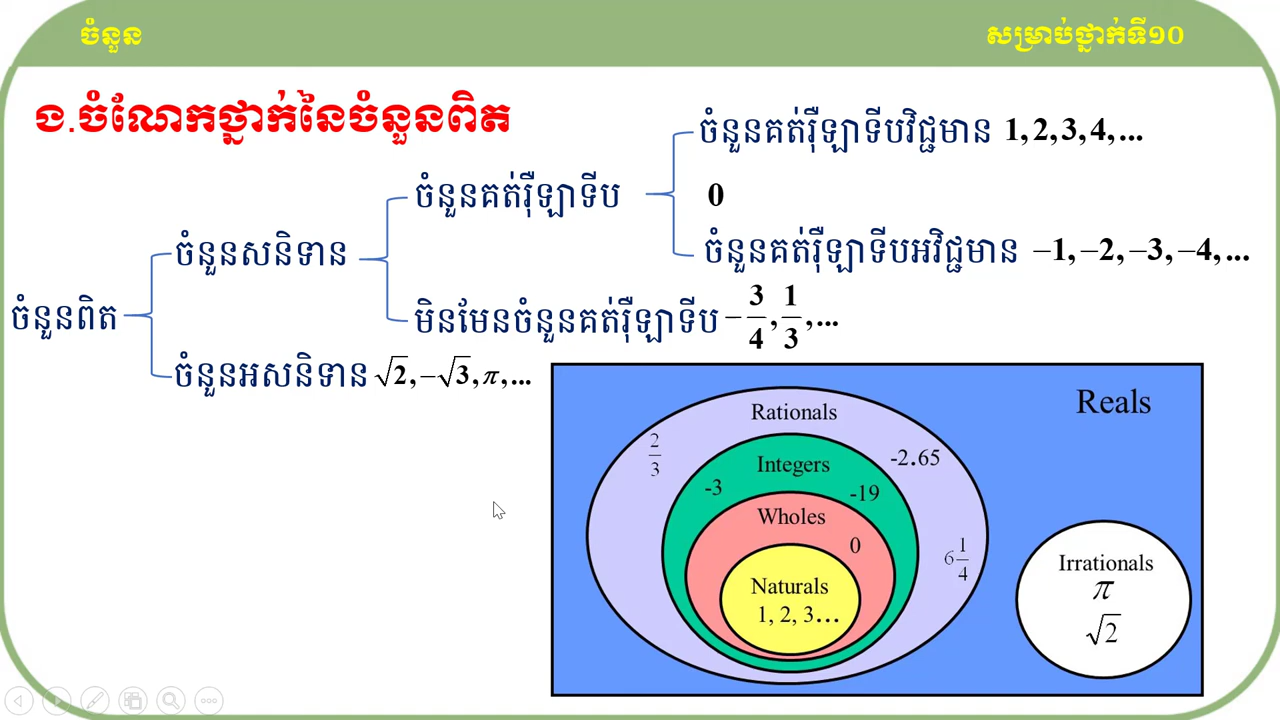 ចំនួន
សម្រាប់ថ្នាក់ទី១០
ង.ចំណែកថ្នាក់នៃចំនួនពិត
ចំនួនគត់រ៉ឺឡាទីបវិជ្ជមាន 1, 2, 3, 4, ...
ចំនួនគត់រ៉ឺឡាទីប
0
ចំនួនសនិទាន
ចំនួនគត់រ៉ឺឡាទីបអវិជ្ជមាន −1, −2, −3, −4, ...
ចំនួនពិត
មិនមែនចំនួនគត់រ៉ឺឡាទីប −3/4, 1/3, ...
ចំនួនអសនិទាន √2, −√3, π, ...
Reals
Rationals
2/3
-2.65
Integers
-3
-19
Wholes
0
6 1/4
Naturals
1, 2, 3...
Irrationals
π
√2